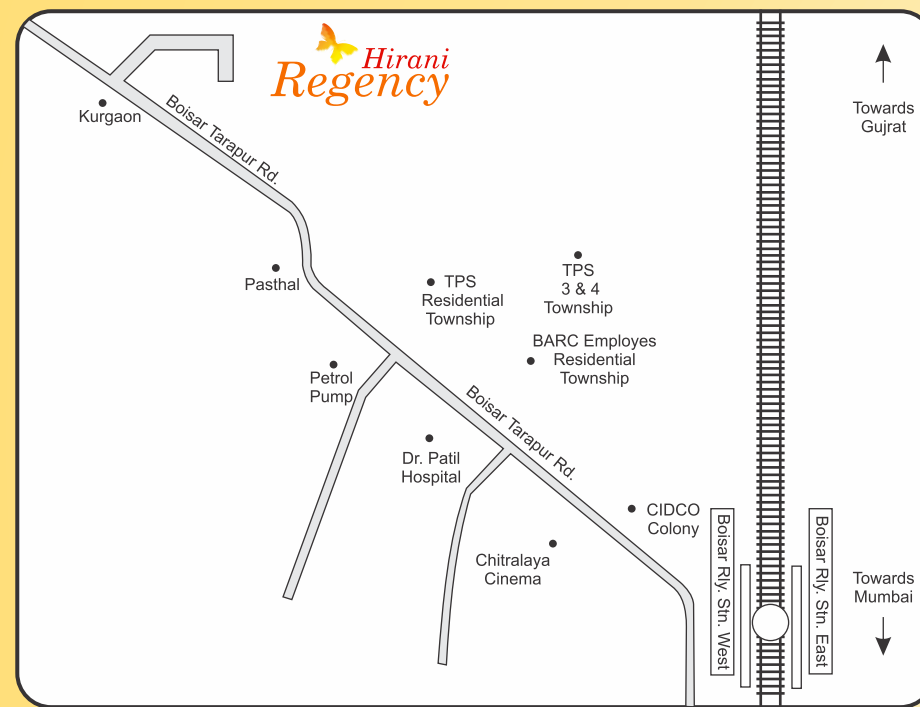 Hirani
Regency
Kurgaon
Boisar Tarapur Rd.
Towards
Gujrat
Pasthal
TPS
Residential
Township
TPS
3 & 4
Township
BARC Employes
Residential
Township
Petrol
Pump
Boisar Tarapur Rd.
Dr. Patil
Hospital
CIDCO
Colony
Chitralaya
Cinema
Boisar Rly. Stn. West
Boisar Rly. Stn. East
Towards
Mumbai